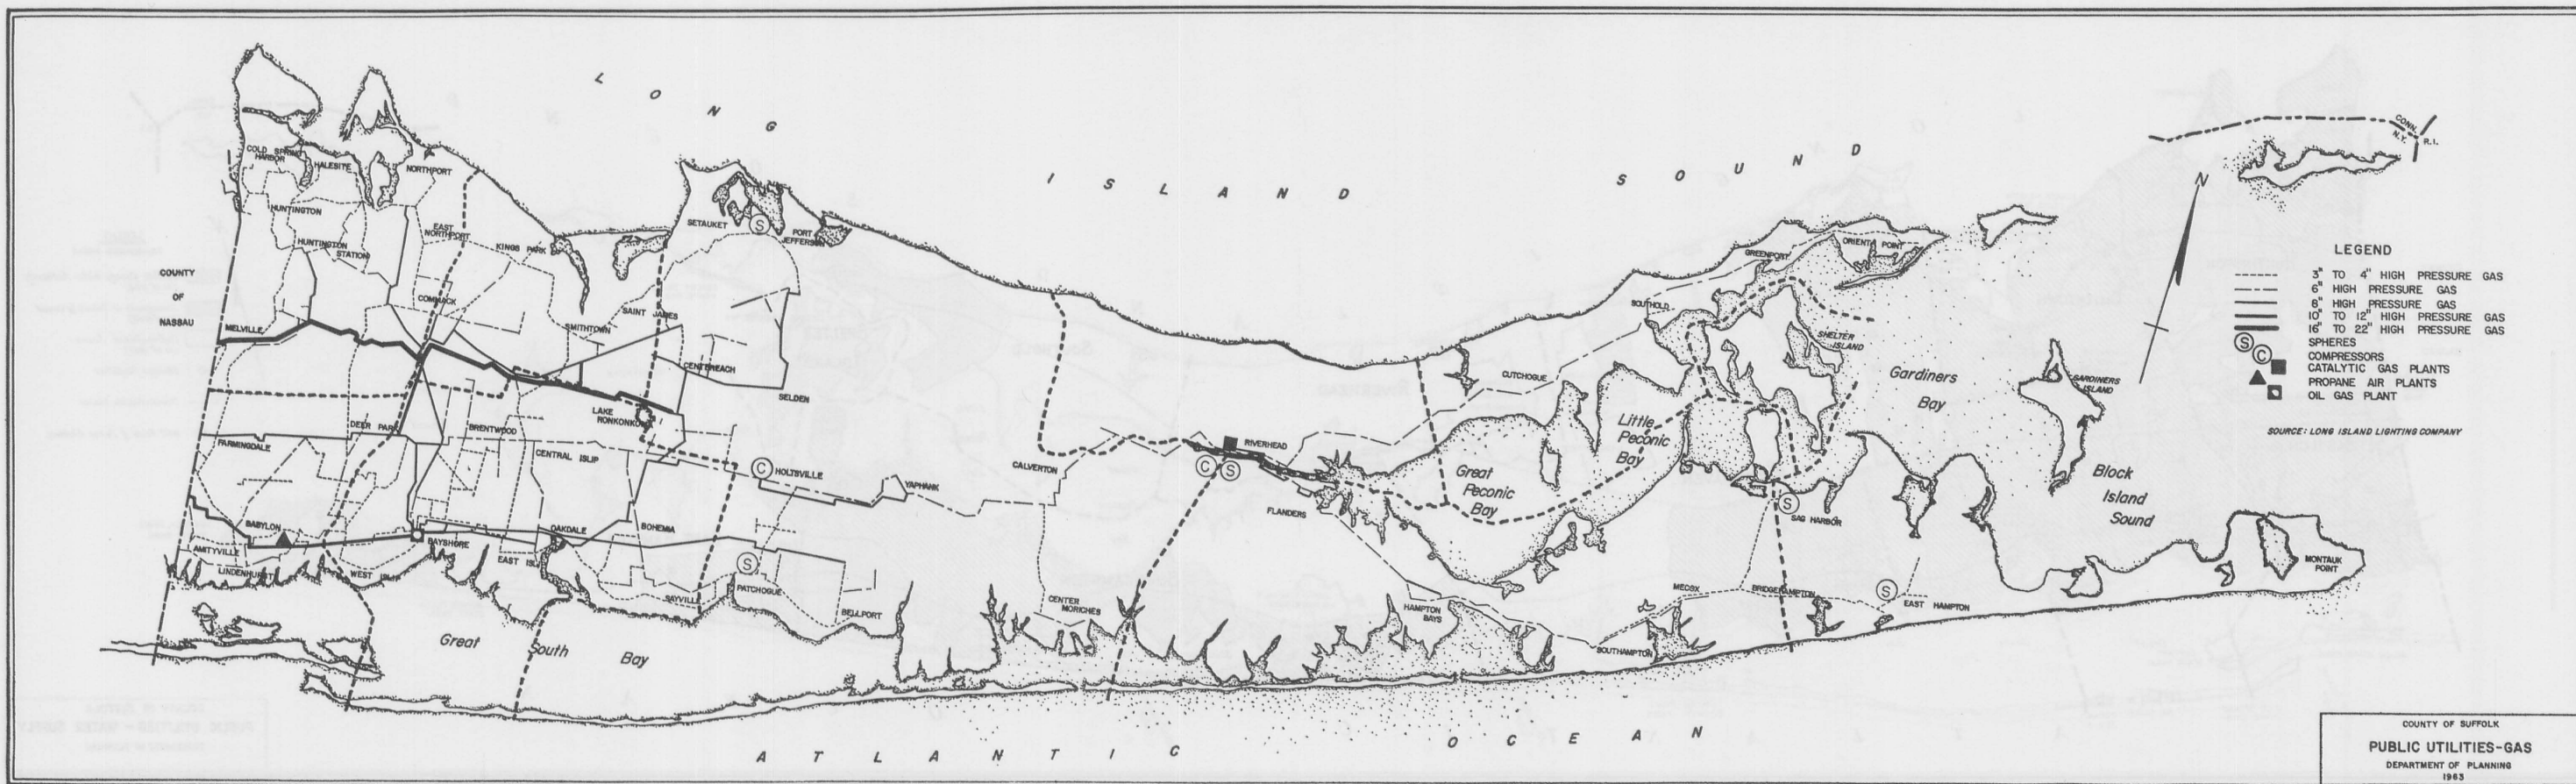 LONG
ISLAND
SOUND
CONN.
N.Y.
R.I.
N
COLD SPRING
HARBOR
HALESITE
NORTHPORT
HUNTINGTON
HUNTINGTON
STATION
EAST
NORTHPORT
KINGS PARK
SETAUKET
S
PORT
JEFFERSON
COUNTY
OF
NASSAU
COMMACK
MELVILLE
SMITHTOWN
SAINT JAMES
CENTEREACH
SELDEN
LAKE
RONKONKOMA
DEER PARK
BRENTWOOD
FARMINGDALE
CENTRAL ISLIP
C
HOLTSVILLE
YAPHANK
CALVERTON
C
S
RIVERHEAD
FLANDERS
CUTCHOGUE
SOUTHOLD
GREENPORT
ORIENT POINT
SHELTER
ISLAND
Gardiners
Bay
GARDINERS
ISLAND
Little
Peconic
Bay
Great
Peconic
Bay
Block
Island
Sound
BABYLON
AMITYVILLE
LINDENHURST
WEST ISLIP
BAYSHORE
EAST ISLIP
OAKDALE
BOHEMIA
SAYVILLE
S
PATCHOGUE
BELLPORT
CENTER
MORICHES
HAMPTON
BAYS
SOUTHAMPTON
MECOX
BRIDGEHAMPTON
S
SAG HARBOR
S
EAST HAMPTON
MONTAUK
POINT
Great South Bay
ATLANTIC OCEAN
LEGEND
3" TO 4" HIGH PRESSURE GAS
6" HIGH PRESSURE GAS
8" HIGH PRESSURE GAS
10" TO 12" HIGH PRESSURE GAS
16" TO 22" HIGH PRESSURE GAS
S SPHERES
C COMPRESSORS
CATALYTIC GAS PLANTS
PROPANE AIR PLANTS
OIL GAS PLANT
SOURCE: LONG ISLAND LIGHTING COMPANY
COUNTY OF SUFFOLK
PUBLIC UTILITIES-GAS
DEPARTMENT OF PLANNING
1963